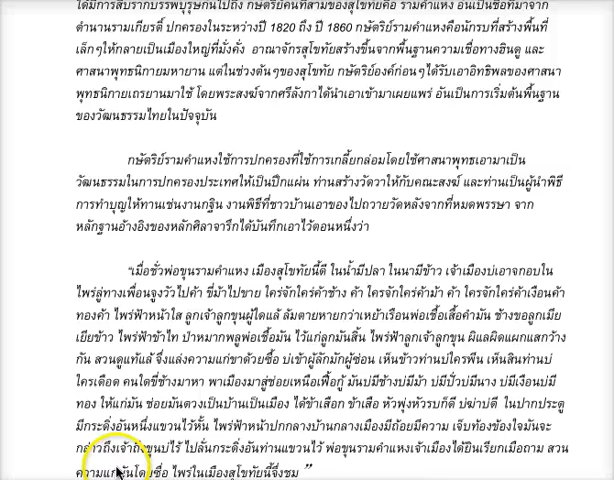 ได้มีการสืบรากบรรพบุรุษกันไปถึง กษัตริย์คนที่สามของสุโขทัยคือ รามคำแหง อันเป็นชื่อที่มาจาก
ตำนานรามเกียรติ์ ปกครองในระหว่างปี 1820 ถึง ปี 1860 กษัตริย์รามคำแหงคือนักรบที่สร้างพื้นที่
เล็กๆให้กลายเป็นเมืองใหญ่ที่มั่งคั่ง อาณาจักรสุโขทัยสร้างขึ้นจากพื้นฐานความเชื่อทางฮินดู และ
ศาสนาพุทธนิกายมหายาน แต่ในช่วงต้นๆของสุโขทัย กษัตริย์องค์ก่อนๆได้รับเอาอิทธิพลของศาสนา
พุทธนิกายเถรยานมาใช้ โดยพระสงฆ์จากศรีลังกาได้นำเอาเข้ามาเผยแพร่ อันเป็นการเริ่มต้นพื้นฐาน
ของวัฒนธรรมไทยในปัจจุบัน
กษัตริย์รามคำแหงใช้การปกครองที่ใช้การเกลี้ยกล่อมโดยใช้ศาสนาพุทธเอามาเป็น
วัฒนธรรมในการปกครองประเทศให้เป็นปึกแผ่น ท่านสร้างวัดวาให้กับคณะสงฆ์ และท่านเป็นผู้นำพิธี
การทำบุญให้ทานเช่นงานกฐิน งานพิธีที่ชาวบ้านเอาของไปถวายวัดหลังจากที่หมดพรรษา จาก
หลักฐานอ้างอิงของหลักศิลาจารึกได้บันทึกเอาไว้ตอนหนึ่งว่า
“เมื่อชั่วพ่อขุนรามคำแหง เมืองสุโขทัยนี้ดี ในน้ำมีปลา ในนามีข้าว เจ้าเมืองบ่เอาจกอบใน
ไพร่ลู่ทางเพื่อนจูงวัวไปค้า ขี่ม้าไปขาย ใครจักใคร่ค้าช้าง ค้า ใครจักใคร่ค้าม้า ค้า ใครจักใคร่ค้าเงือนค้า
ทองค้า ไพร่ฟ้าหน้าใส ลูกเจ้าลูกขุนผู้ใดแล้ ล้มตายหายกว่าเหย้าเรือนพ่อเชื้อเสื้อคำมัน ช้างขอลูกเมีย
เยียข้าว ไพร่ฟ้าข้าไท ป่าหมากพลูพ่อเชื้อมัน ไว้แก่ลูกมันสิ้น ไพร่ฟ้าลูกเจ้าลูกขุน ผิแลผิดแผกแสกว้าง
กัน สวนดูแท้แล้ จึ่งแล่งความแก่ขาด้วยซื่อ บ่เข้าผู้ลักมักผู้ซ่อน เห็นข้าวท่านบ่ใครพีน เห็นสินท่านบ่
ใครเดือด คนใดขี่ช้างมาหา พาเมืองมาสู่ช่อยเหนือเฟื้อกู้ มันบ่มีช้างบ่มีม้า บ่มีปั่วบ่มีนาง บ่มีเงือนบ่มี
ทอง ให้แก่มัน ช่อยมันตวงเป็นบ้านเป็นเมือง ได้ข้าเสือก ข้าเสือ หัวพุ่งหัวรบก็ดี บ่ฆ่าบ่ตี ในปากประตู
มีกระดิ่งอันหนึ่งแขวนไว้หั้น ไพร่ฟ้าหน้าปกกลางบ้านกลางเมืองมีถ้อยมีความ เจ็บท้องข้องใจมันจะ
กล่าวถึงเจ้าถึงขุนบ่ไร้ ไปลั่นกระดิ่งอันท่านแขวนไว้ พ่อขุนรามคำแหงเจ้าเมืองได้ยินเรียกเมือถาม สวน
ความแก่มันโดยซื่อ ไพร่ในเมืองสุโขทัยนี้จึ่งชม ”